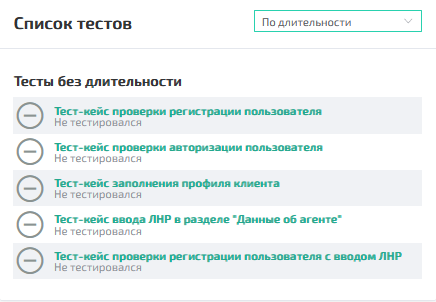 Список тестов
По длительности
Тесты без длительности
Тест-кейс проверки регистрации пользователя
Не тестировался
Тест-кейс проверки авторизации пользователя
Не тестировался
Тест-кейс заполнения профиля клиента
Не тестировался
Тест-кейс ввода ЛНР в разделе "Данные об агенте"
Не тестировался
Тест-кейс проверки регистрации пользователя с вводом ЛНР
Не тестировался